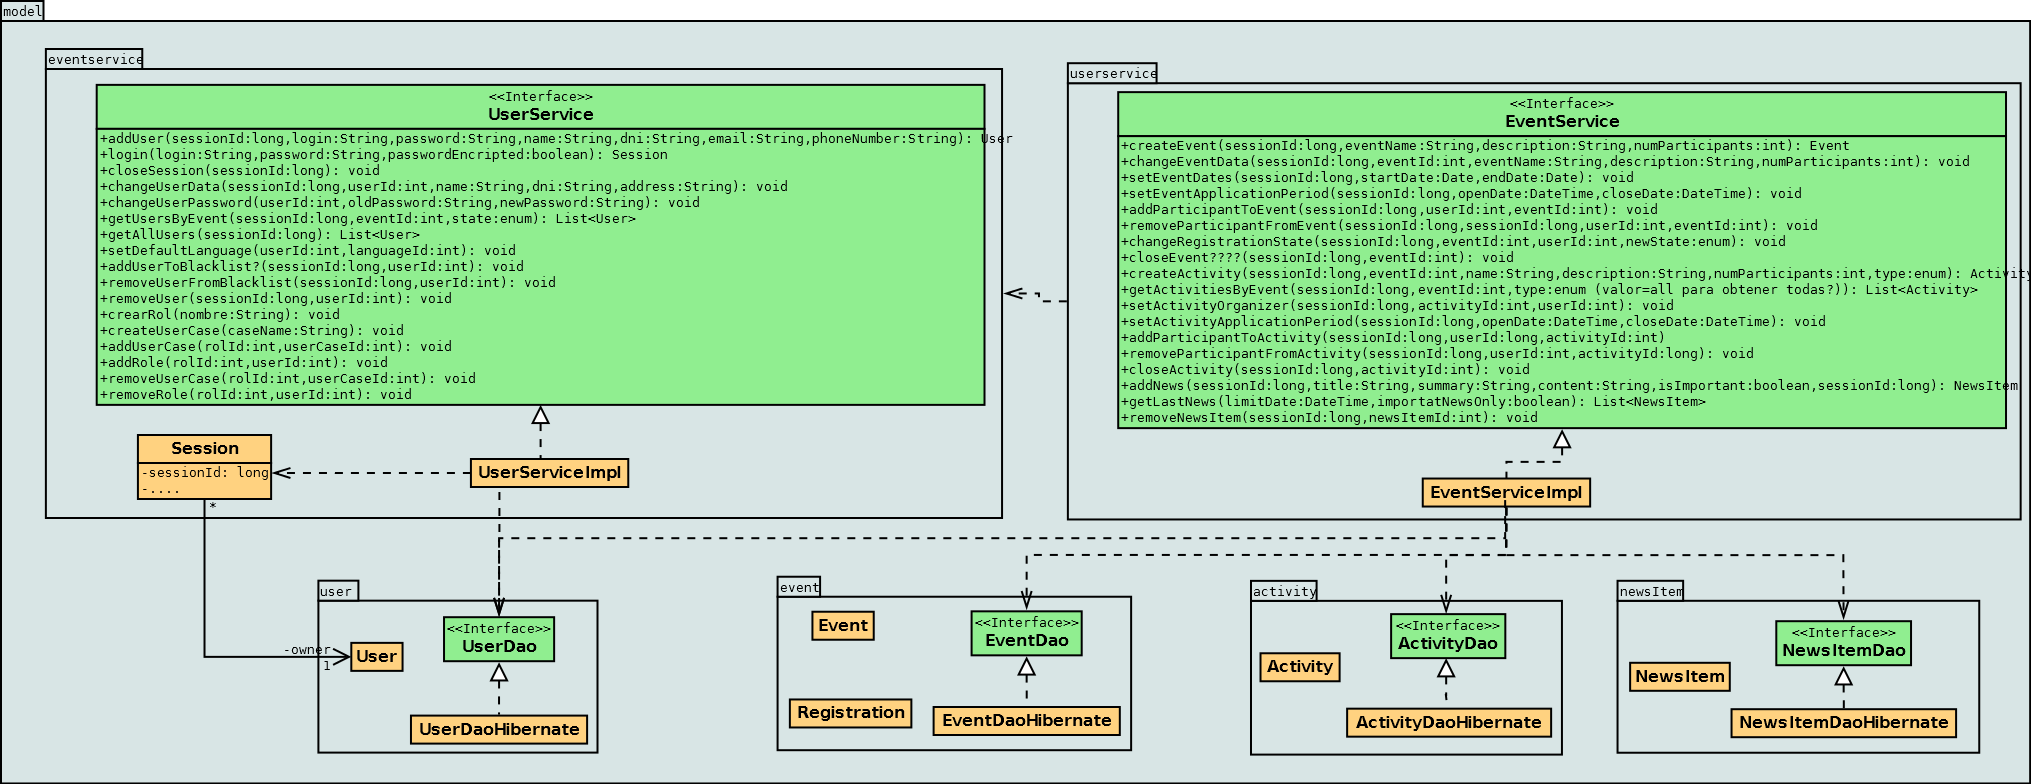 model
eventservice
<<Interface>>
UserService
+addUser(sessionId:long,login:String,password:String,name:String,dni:String,email:String,phoneNumber:String): User
+login(login:String,password:String,passwordEncripted:boolean): Session
+closeSession(sessionId:long): void
+changeUserData(sessionId:long,userId:int,name:String,dni:String,address:String): void
+changeUserPassword(userId:int,oldPassword:String,newPassword:String): void
+getUsersByEvent(sessionId:long,eventId:int,state:enum): List<User>
+getAllUsers(sessionId:long): List<User>
+setDefaultLanguage(userId:int,languageId:int): void
+addUserToBlacklist?(sessionId:long,userId:int): void
+removeUserFromBlacklist(sessionId:long,userId:int): void
+removeUser(sessionId:long,userId:int): void
+crearRol(nombre:String): void
+createUserCase(caseName:String): void
+addUserCase(rolId:int,userCaseId:int): void
+addRole(rolId:int,userId:int): void
+removeUserCase(rolId:int,userCaseId:int): void
+removeRole(rolId:int,userId:int): void
Session
-sessionId: long
-....
*
UserServiceImpl
userservice
<<Interface>>
EventService
+createEvent(sessionId:long,eventName:String,description:String,numParticipants:int): Event
+changeEventData(sessionId:long,eventId:int,eventName:String,description:String,numParticipants:int): void
+setEventDates(sessionId:long,startDate:Date,endDate:Date): void
+setEventApplicationPeriod(sessionId:long,openDate:DateTime,closeDate:DateTime): void
+addParticipantToEvent(sessionId:long,userId:int,eventId:int): void
+removeParticipantFromEvent(sessionId:long,sessionId:long,userId:int,eventId:int): void
+changeRegistrationState(sessionId:long,eventId:int,userId:int,newState:enum): void
+closeEvent????(sessionId:long,eventId:int): void
+createActivity(sessionId:long,eventId:int,name:String,description:String,numParticipants:int,type:enum): Activity
+getActivitiesByEvent(sessionId:long,eventId:int,type:enum (valor=all para obtener todas?)): List<Activity>
+setActivityOrganizer(sessionId:long,activityId:int,userId:int): void
+setActivityApplicationPeriod(sessionId:long,openDate:DateTime,closeDate:DateTime): void
+addParticipantToActivity(sessionId:long,userId:long,activityId:int)
+removeParticipantFromActivity(sessionId:long,userId:int,activityId:long): void
+closeActivity(sessionId:long,activityId:int): void
+addNews(sessionId:long,title:String,summary:String,content:String,isImportant:boolean,sessionId:long): NewsItem
+getLastNews(limitDate:DateTime,importatNewsOnly:boolean): List<NewsItem>
+removeNewsItem(sessionId:long,newsItemId:int): void
EventServiceImpl
user
-owner
1
User
<<Interface>>
UserDao
UserDaoHibernate
event
Event
Registration
<<Interface>>
EventDao
EventDaoHibernate
activity
Activity
<<Interface>>
ActivityDao
ActivityDaoHibernate
newsItem
NewsItem
<<Interface>>
NewsItemDao
NewsItemDaoHibernate